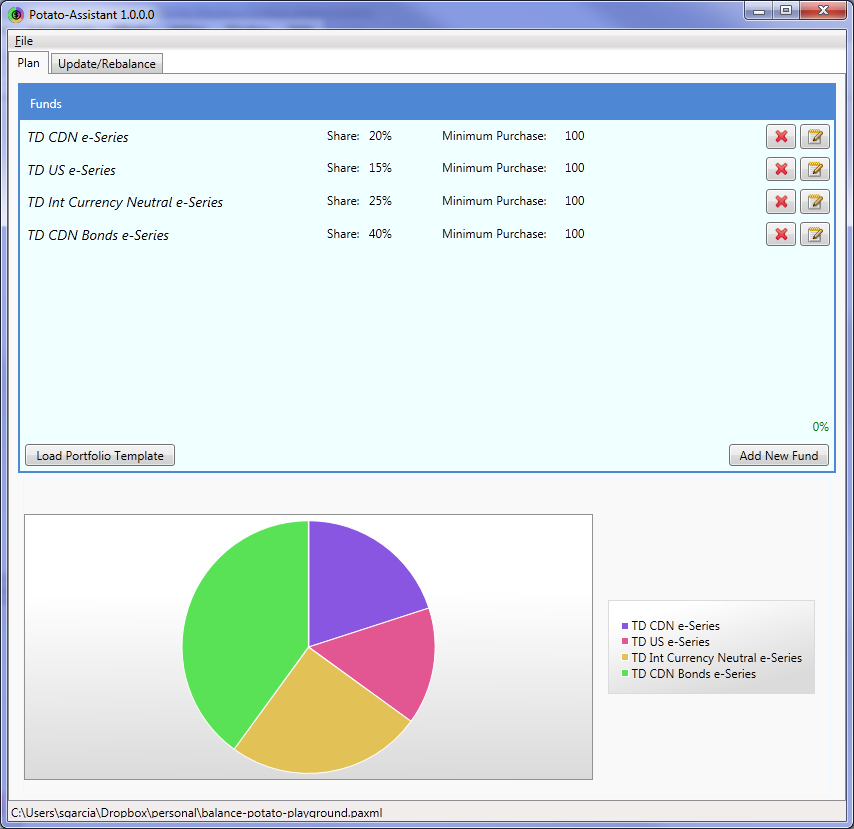 Potato-Assistant 1.0.0.0
File
Plan Update/Rebalance
Funds
TD CDN e-Series Share: 20% Minimum Purchase: 100
TD US e-Series Share: 15% Minimum Purchase: 100
TD Int Currency Neutral e-Series Share: 25% Minimum Purchase: 100
TD CDN Bonds e-Series Share: 40% Minimum Purchase: 100
0%
Load Portfolio Template Add New Fund
TD CDN e-Series
TD US e-Series
TD Int Currency Neutral e-Series
TD CDN Bonds e-Series
C:\Users\sgarcia\Dropbox\personal\balance-potato-playground.paxml